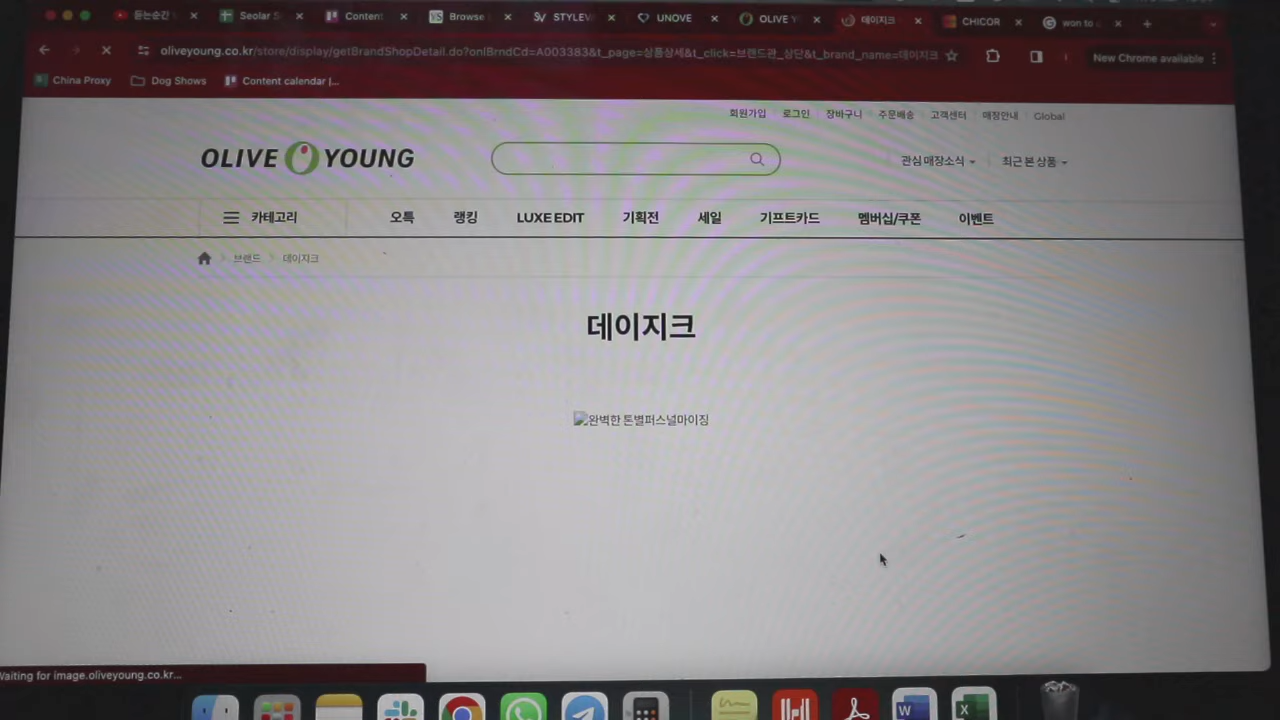 듣는순간
Seolar S
Content
Browse
STYLEV
UNOVE
OLIVE Y
데이지크
CHICOR
won to
oliveyoung.co.kr/store/display/getBrandShopDetail.do?onlBrndCd=A003383&t_page=상품상세&t_click=브랜드관_상단&t_brand_name=데이지크
New Chrome available
China Proxy
Dog Shows
Content calendar |...
회원가입 로그인 장바구니 주문배송 고객센터 매장안내 Global
OLIVE YOUNG
관심 매장소식
최근 본 상품
카테고리 오특 랭킹 LUXE EDIT 기획전 세일 기프트카드 멤버십/쿠폰 이벤트
브랜드 데이지크
데이지크
완벽한 톤별퍼스널마이징
Waiting for image.oliveyoung.co.kr...
W
X